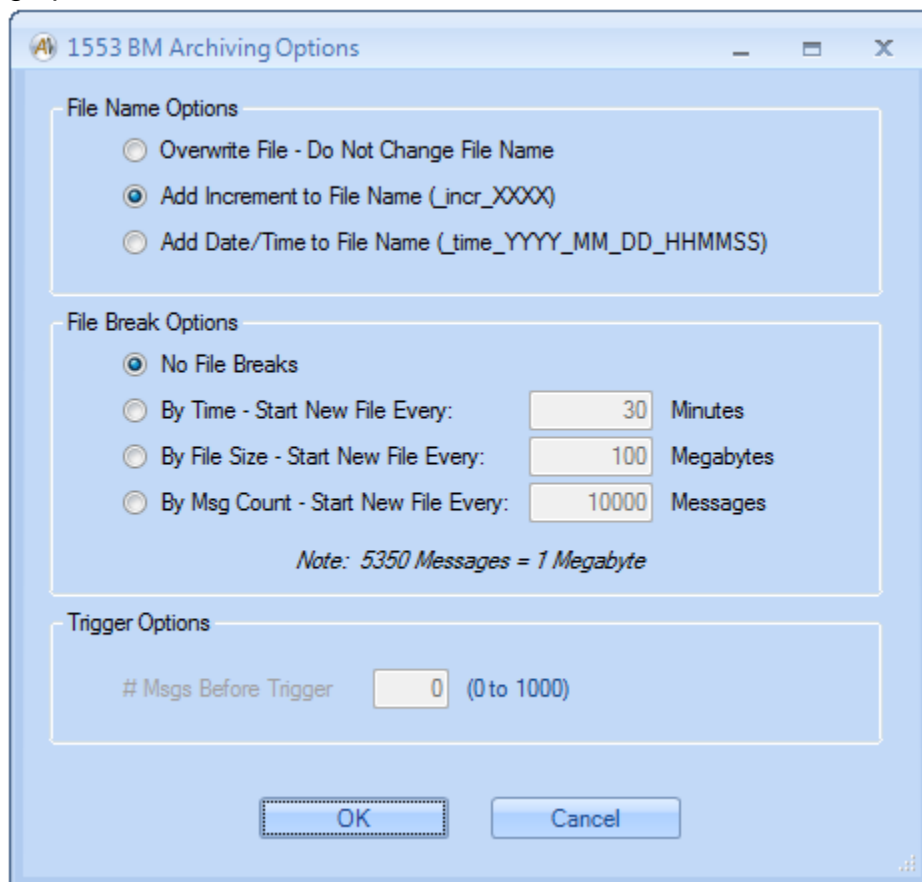 1553 BM Archiving Options
File Name Options
Overwrite File - Do Not Change File Name
Add Increment to File Name (_incr_XXXX)
Add Date/Time to File Name (_time_YYYY_MM_DD_HHMMSS)
File Break Options
No File Breaks
By Time - Start New File Every: 30 Minutes
By File Size - Start New File Every: 100 Megabytes
By Msg Count - Start New File Every: 10000 Messages
Note: 5350 Messages = 1 Megabyte
Trigger Options
# Msgs Before Trigger 0 (0 to 1000)
OK Cancel